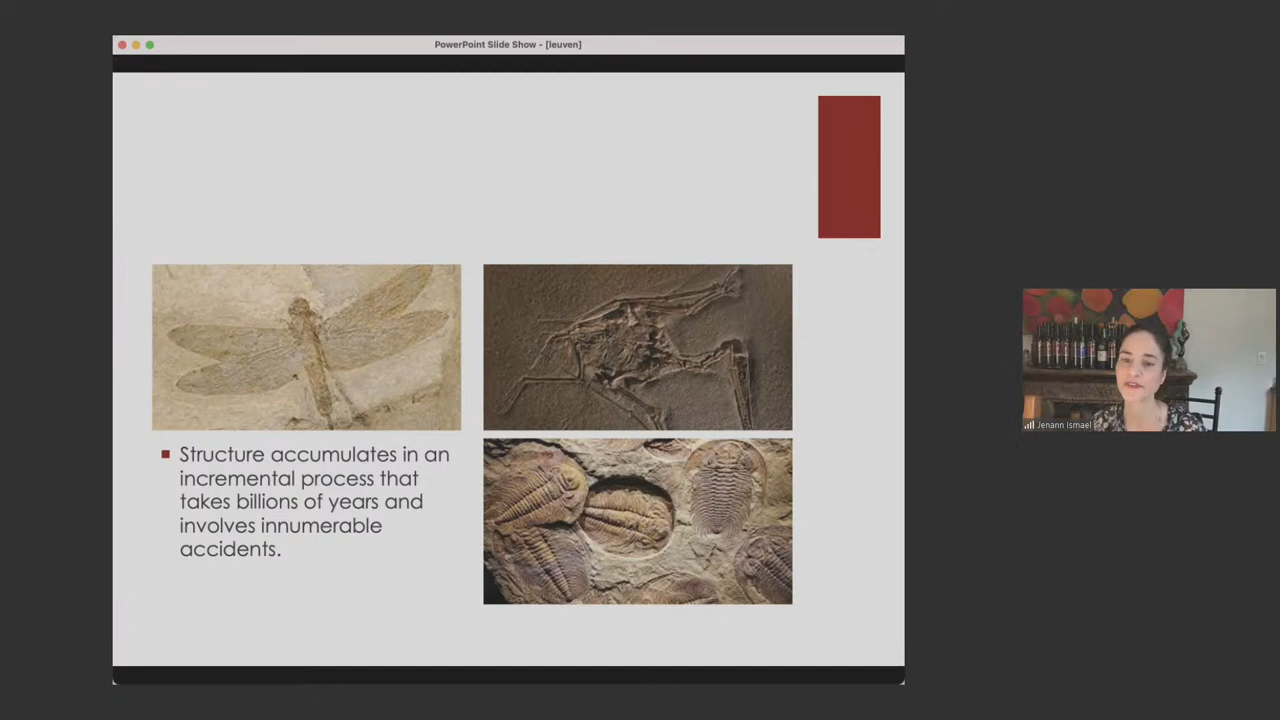 PowerPoint Slide Show - [leuven]
Structure accumulates in an
incremental process that
takes billions of years and
involves innumerable
accidents.
Jenann Ismael